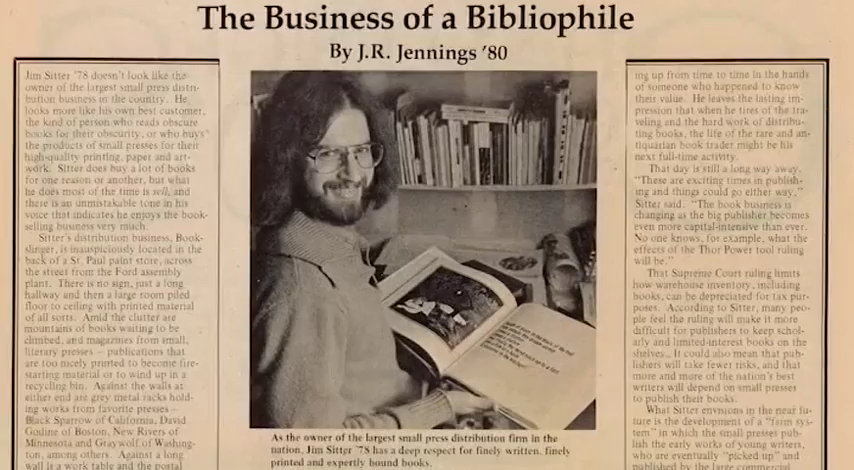 The Business of a Bibliophile
By J.R. Jennings '80
Jim Sitter '78 doesn't look like the
owner of the largest small press distri-
bution business in the country. He
looks more like his own best customer,
the kind of person who reads obscure
books for their obscurity, or who buys
the products of small presses for their
high-quality printing, paper and art-
work. Sitter does buy a lot of books
for one reason or another, but what
he does most of the time is sell, and
there is an unmistakable tone in his
voice that indicates he enjoys the book-
selling business very much.
Sitter's distribution business, Book-
slinger, is inauspiciously located in the
back of a St. Paul paint store, across
the street from the Ford assembly
plant. There is no sign, just a long
hallway and then a large room piled
floor to ceiling with printed material
of all sorts. Amid the clutter are
mountains of books waiting to be
climbed, and magazines from small,
literary presses — publications that
are too nicely printed to become fire-
starting material or to wind up in a
recycling bin. Against the walls at
either end are grey metal racks hold-
ing works from favorite presses —
Black Sparrow of California, David
Godine of Boston, New Rivers of
Minnesota and Graywolf of Washing-
ton, among others. Against a long
wall is a work table and the postal
As the owner of the largest small press distribution firm in the
nation, Jim Sitter '78 has a deep respect for finely written, finely
printed and expertly bound books.
ing up from time to time in the hands
of someone who happened to know
their value. He leaves the lasting im-
pression that when he tires of the tra-
veling and the hard work of distribu-
ting books, the life of the rare and an-
tiquarian book trader might be his
next full-time activity.
That day is still a long way away.
"These are exciting times in publish-
ing and things could go either way,"
Sitter said. "The book business is
changing as the big publisher becomes
even more capital-intensive than ever.
No one knows, for example, what the
effects of the Thor Power tool ruling
will be."
That Supreme Court ruling limits
how warehouse inventory, including
books, can be depreciated for tax pur-
poses. According to Sitter, many peo-
ple feel the ruling will make it more
difficult for publishers to keep schol-
arly and limited-interest books on the
shelves. It could also mean that pub-
lishers will take fewer risks, and that
more and more of the nation's best
writers will depend on small presses
to publish their books.
What Sitter envisions in the near fu-
ture is the development of a "farm sys-
tem" in which the small presses pub-
lish the early works of young writers,
who are eventually "picked up" and
published by the large commercial